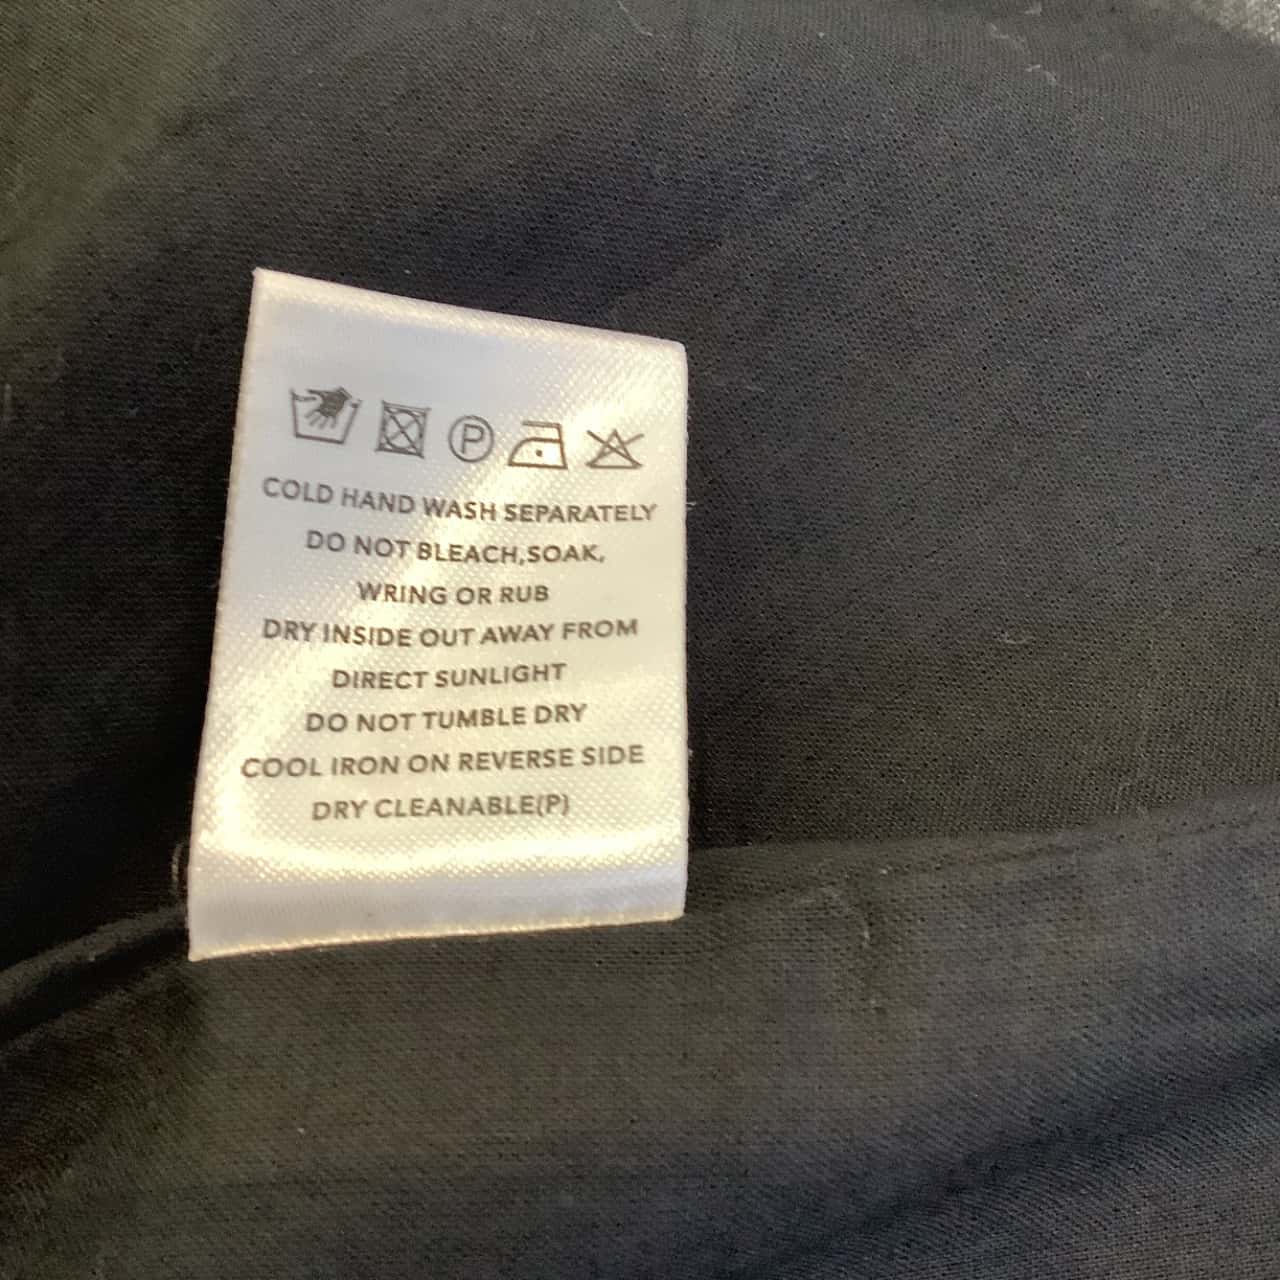 P
COLD HAND WASH SEPARATELY
DO NOT BLEACH,SOAK,
WRING OR RUB
DRY INSIDE OUT AWAY FROM
DIRECT SUNLIGHT
DO NOT TUMBLE DRY
COOL IRON ON REVERSE SIDE
DRY CLEANABLE(P)